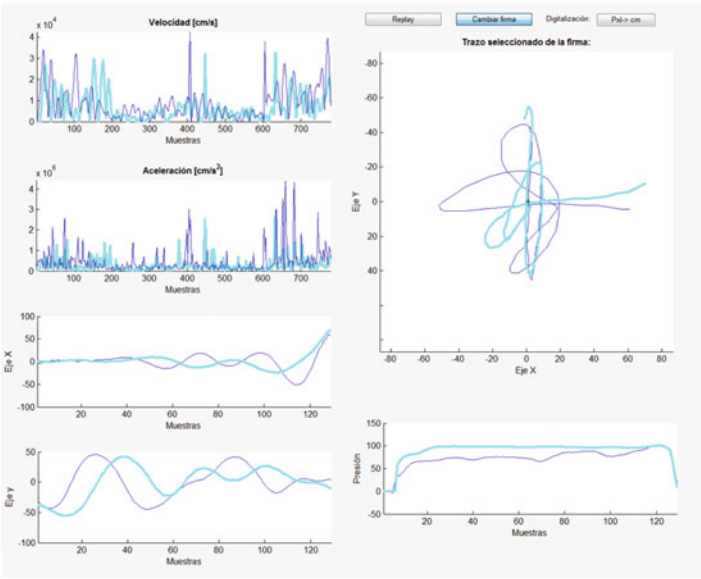 Velocidad [cm/s]
x 10⁴
4
3
2
1
0
100 200 300 400 500 600 700
Muestras
Aceleración [cm/s²]
x 10⁶
4
3
2
1
0
100 200 300 400 500 600 700
Muestras
100
50
0
-50
-100
Eje X
20 40 60 80 100 120
Muestras
50
0
-50
-100
Eje y
20 40 60 80 100 120
Muestras
Replay Cambiar firma Digitalización: Pxl-> cm
Trazo seleccionado de la firma:
-80
-60
-40
-20
0
20
40
Eje Y
-80 -60 -40 -20 0 20 40 60 80
Eje X
150
100
50
0
-50
Presión
20 40 60 80 100 120
Muestras